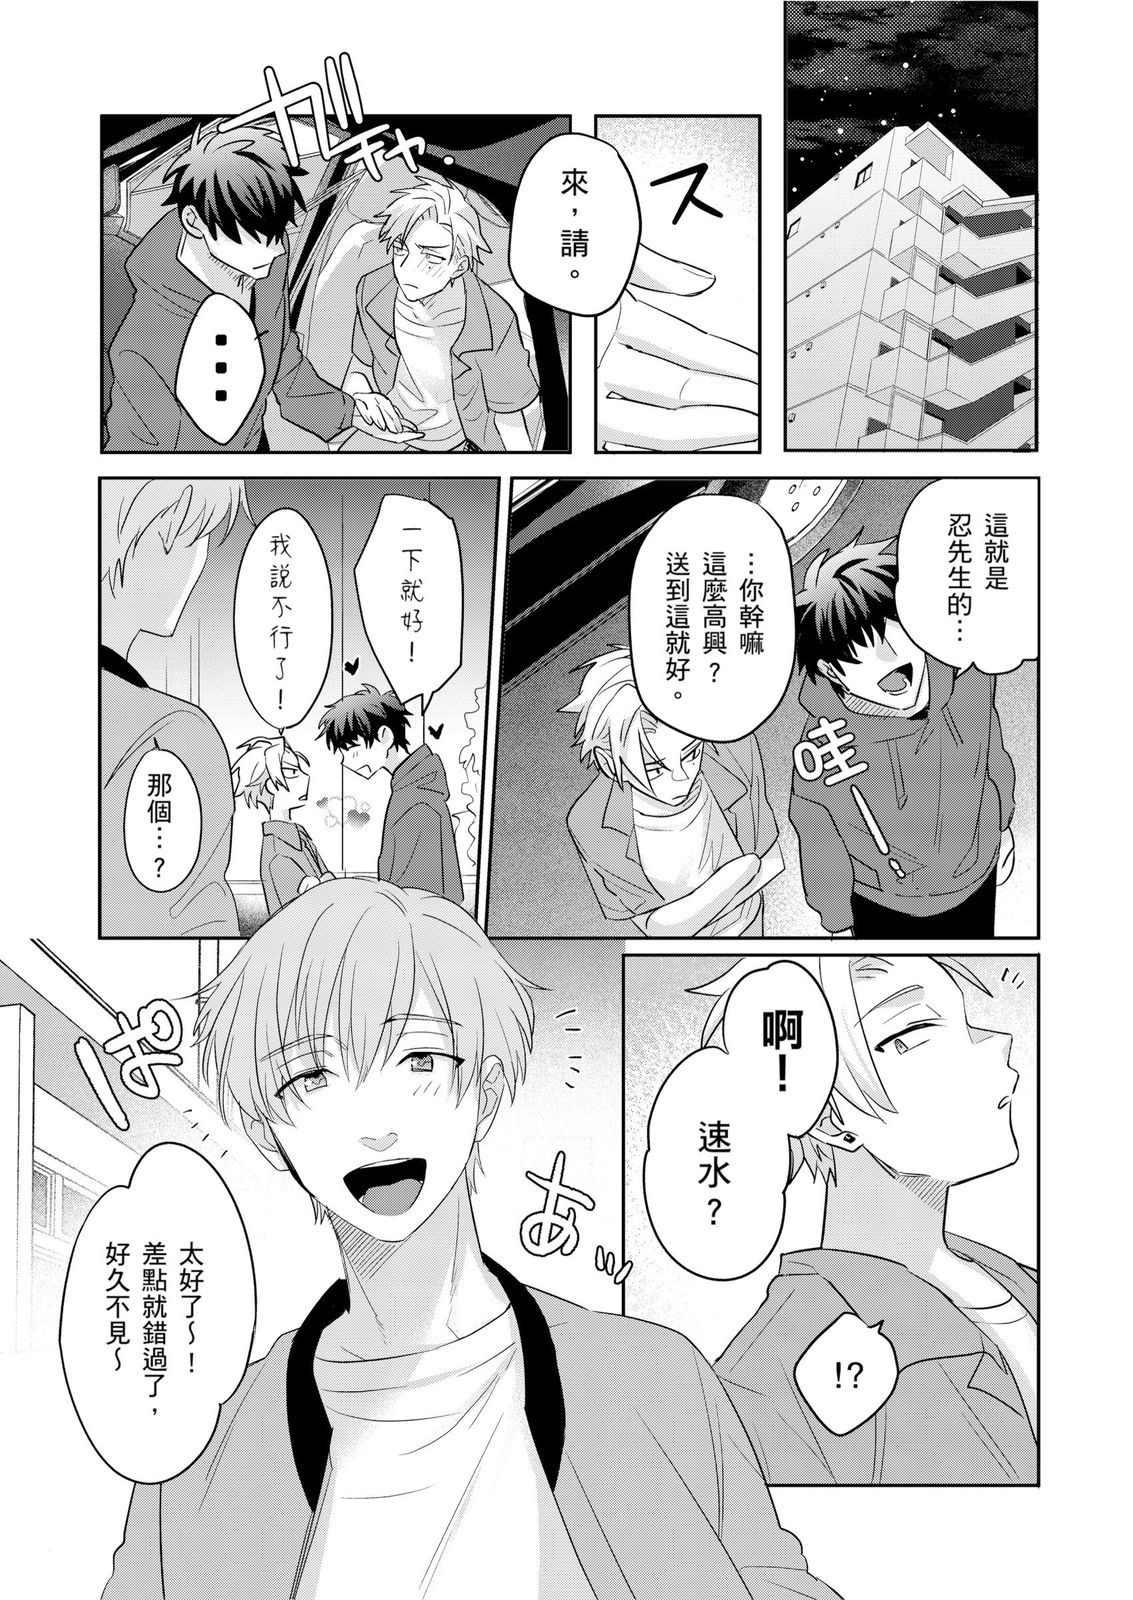 ス
來，請。
ガチャ
…
這就是
忍先生的…
…你幹嘛
這麼高興？
送到這就好。
哇—
一下就好！
我說不行了！
那個…？
啊！
速水？
!?
ぱあ
太好了～！
差點就錯過了，
好久不見～